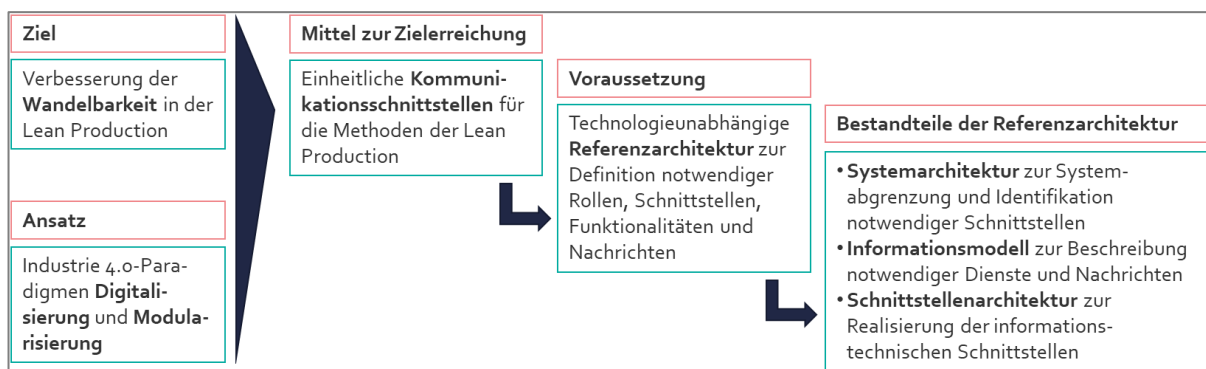 Ziel
Verbesserung der
Wandelbarkeit in der
Lean Production
Ansatz
Industrie 4.0-Para-
digmen Digitali-
sierung und Modula-
risierung
Mittel zur Zielerreichung
Einheitliche Kommuni-
kationsschnittstellen für
die Methoden der Lean
Production
Voraussetzung
Technologieunabhängige
Referenzarchitektur zur
Definition notwendiger
Rollen, Schnittstellen,
Funktionalitäten und
Nachrichten
Bestandteile der Referenzarchitektur
• Systemarchitektur zur System-
abgrenzung und Identifikation
notwendiger Schnittstellen
• Informationsmodell zur Beschreibung
notwendiger Dienste und Nachrichten
• Schnittstellenarchitektur zur
Realisierung der informations-
technischen Schnittstellen